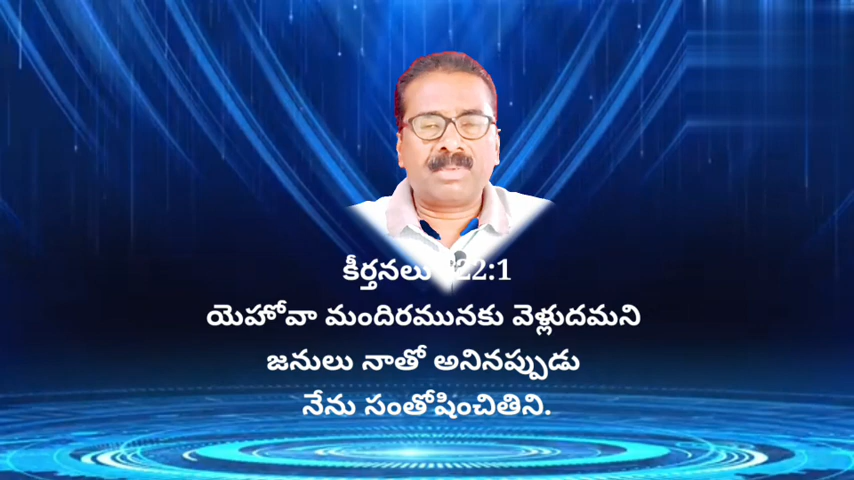 కీర్తనలు 22:1
యెహోవా మందిరమునకు వెళ్లుదమని
జనులు నాతో అనినప్పుడు
నేను సంతోషించితిని.